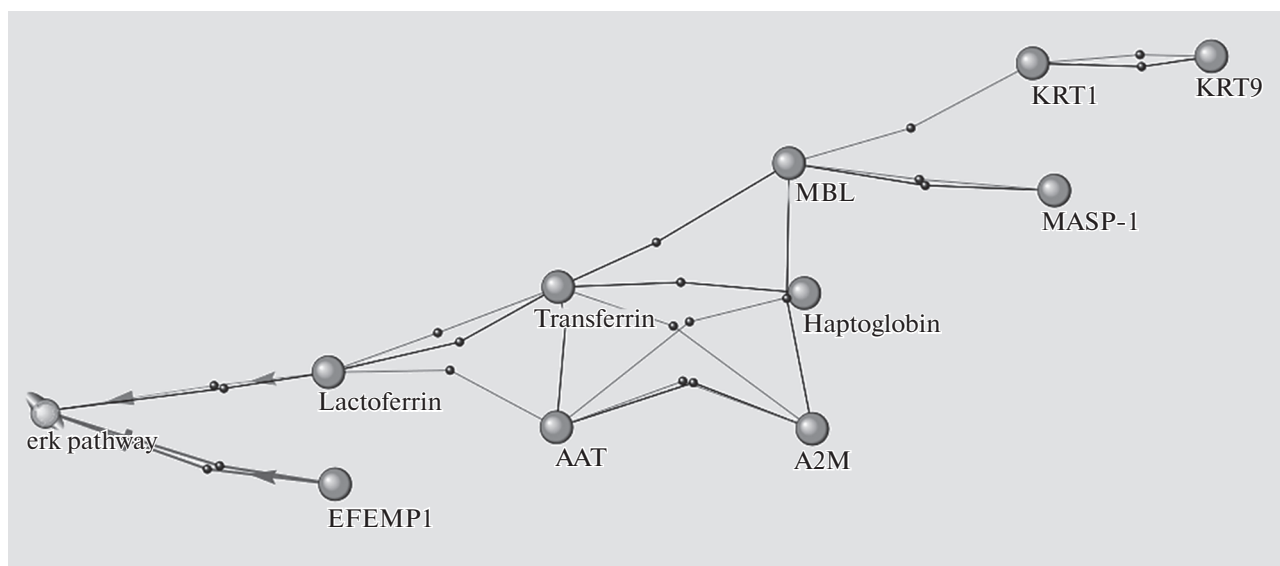 KRT1
KRT9
MBL
MASP-1
Transferrin
Haptoglobin
Lactoferrin
erk pathway
AAT
A2M
EFEMP1